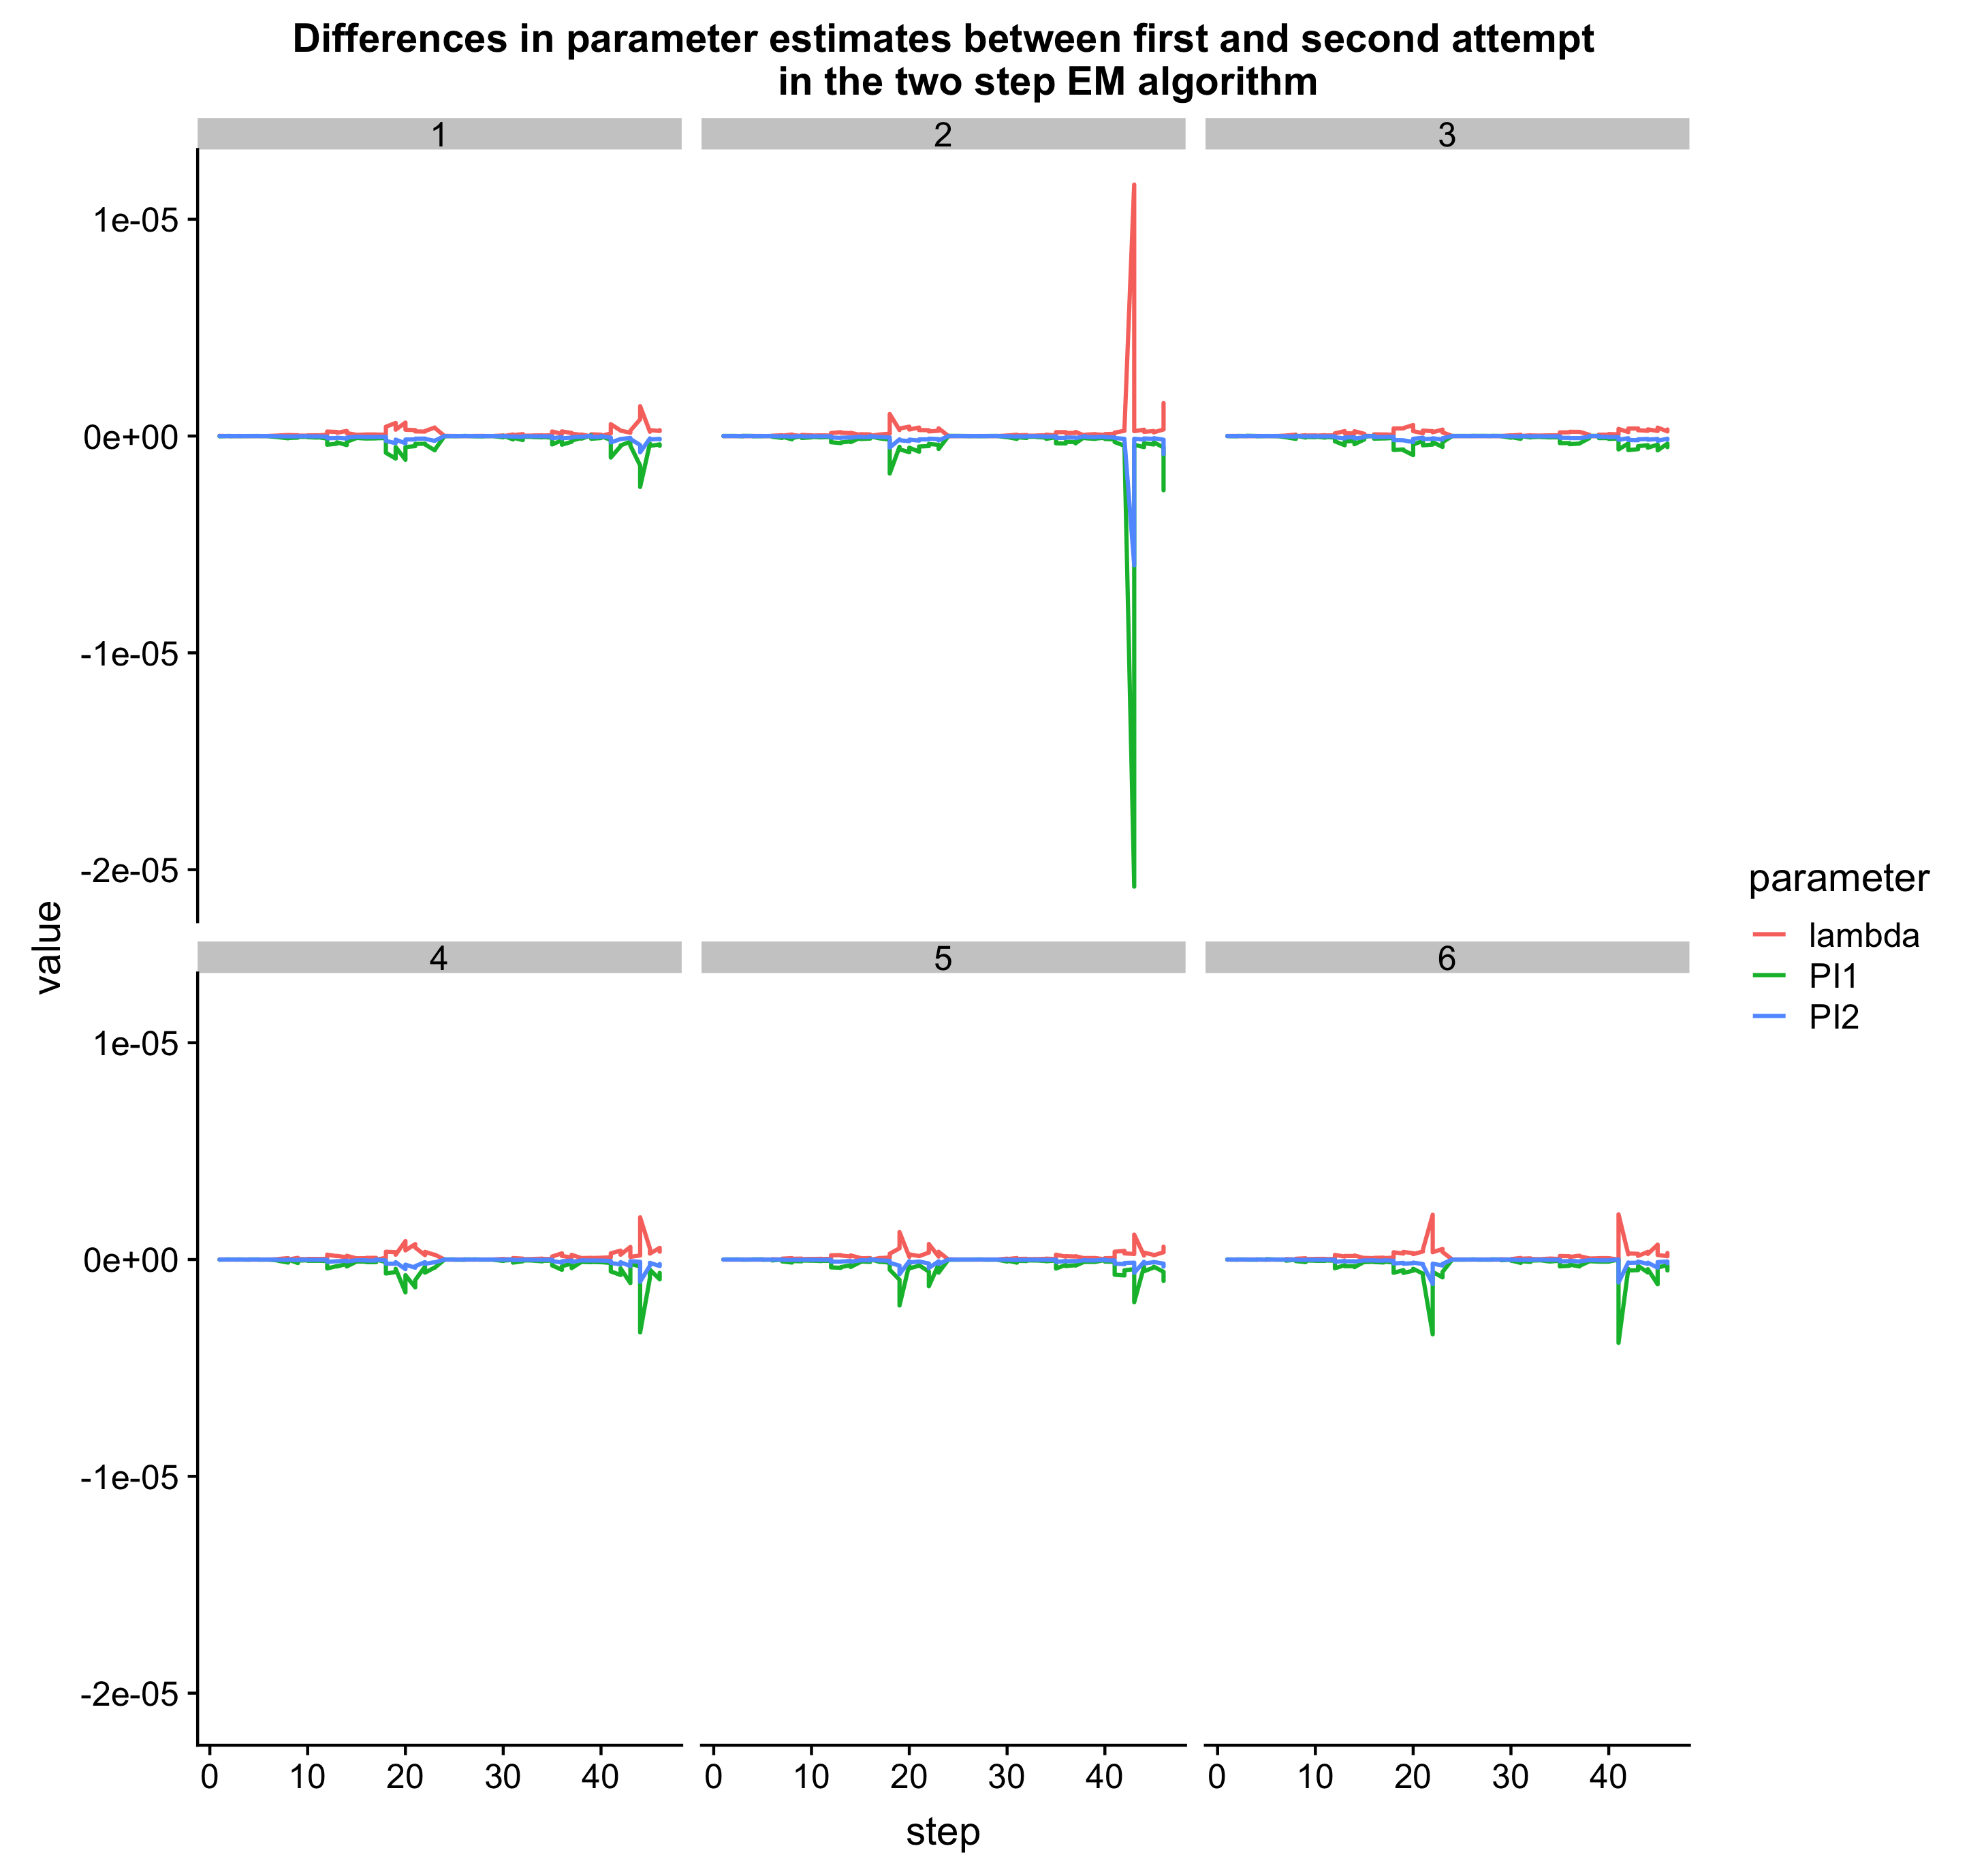 Differences in parameter estimates between first and second attempt
in the two step EM algorithm
1
2
3
1e-05
0e+00
-1e-05
-2e-05
value
4
5
6
1e-05
0e+00
-1e-05
-2e-05
0 10 20 30 40
0 10 20 30 40
0 10 20 30 40
step
parameter
lambda
PI1
PI2